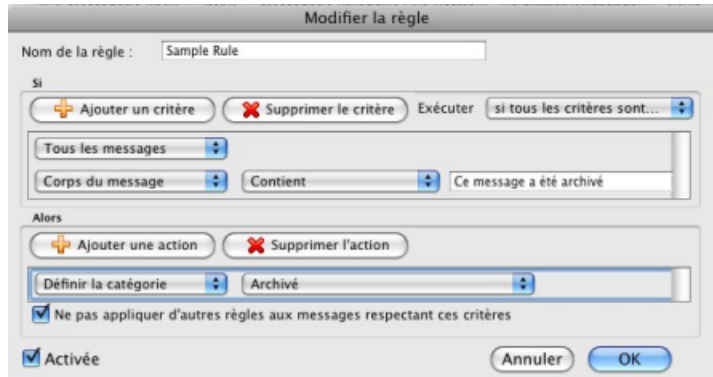 Modifier la règle
Nom de la règle : Sample Rule
Si
Ajouter un critère Supprimer le critère Exécuter si tous les critères sont...
Tous les messages
Corps du message Contient Ce message a été archivé
Alors
Ajouter une action Supprimer l'action
Définir la catégorie Archivé
Ne pas appliquer d'autres règles aux messages respectant ces critères
Activée Annuler OK